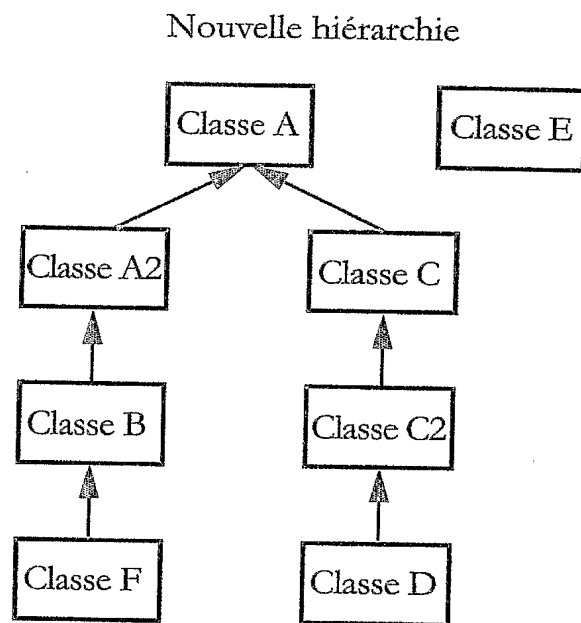 Nouvelle hiérarchie
Classe A
Classe E
Classe A2
Classe C
Classe B
Classe C2
Classe F
Classe D